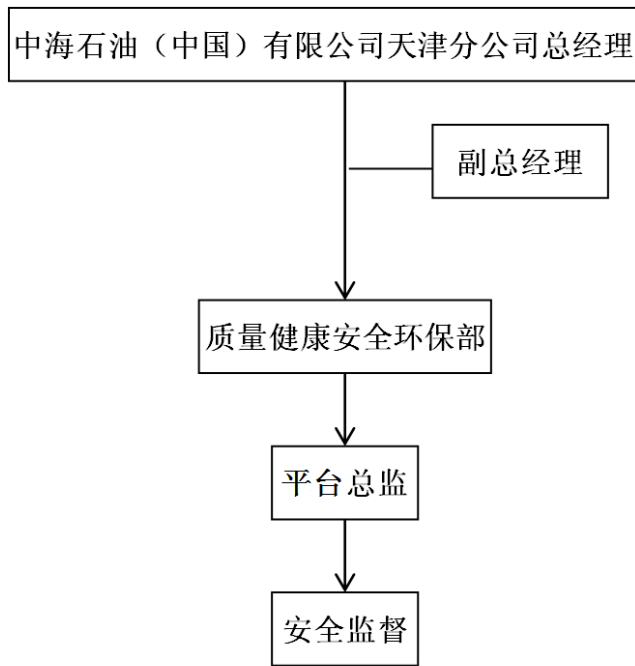 中海石油（中国）有限公司天津分公司总经理
副总经理
质量健康安全环保部
平台总监
安全监督